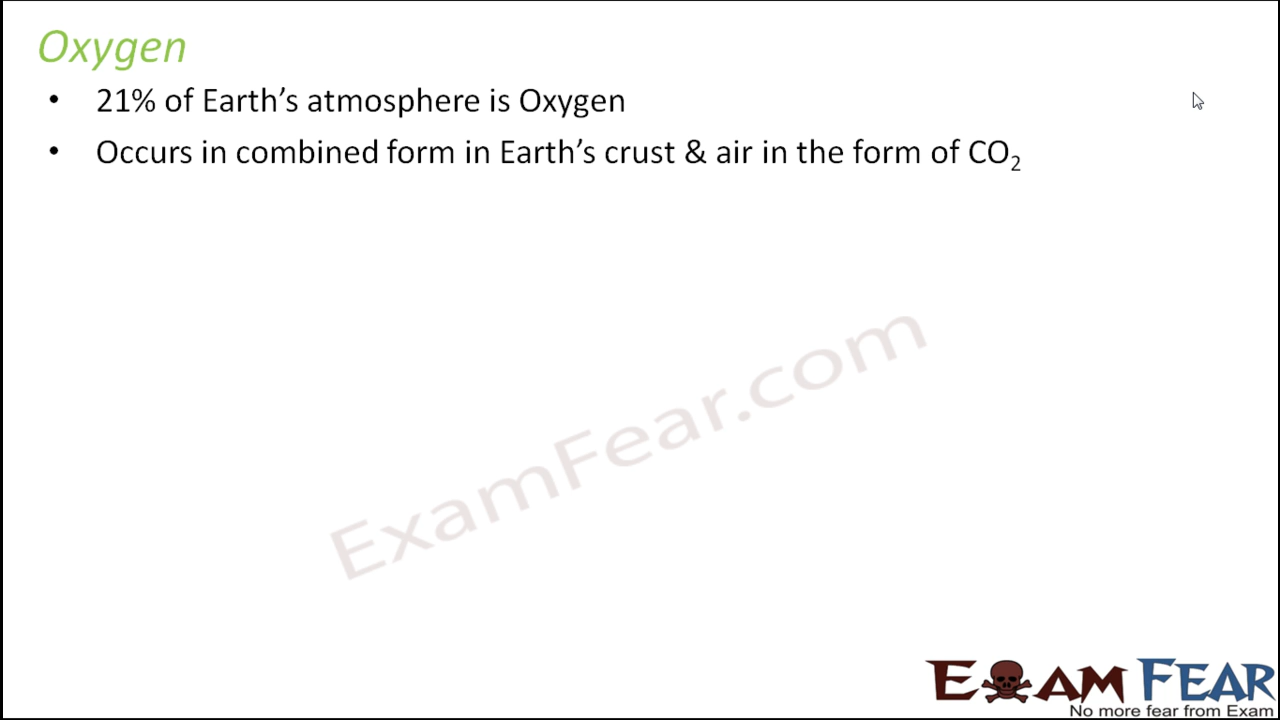 Oxygen
• 21% of Earth’s atmosphere is Oxygen
• Occurs in combined form in Earth’s crust & air in the form of CO₂
ExamFear.com
EXAM FEAR
No more fear from Exam